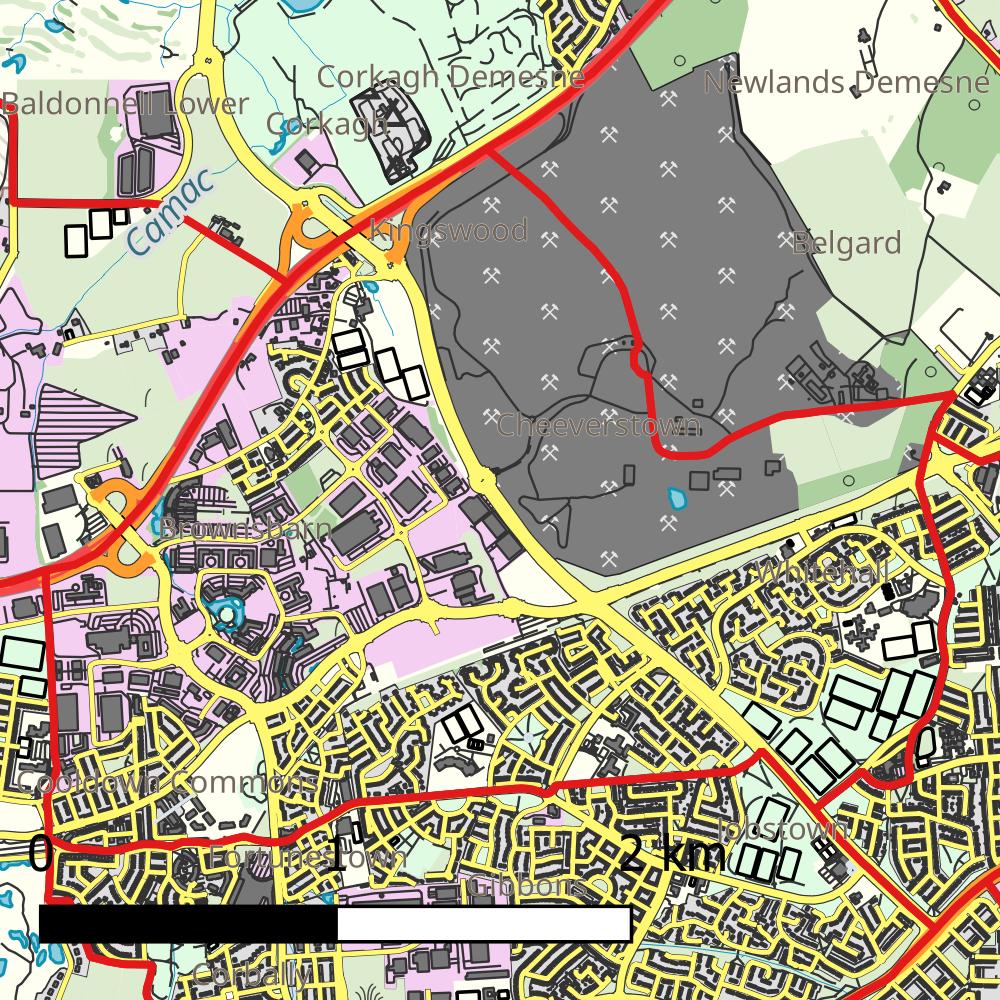 Corkagh Demesne
Newlands Demesne
Baldonnell Lower
Corkagh
Camac
Kingswood
Belgard
Cheeverstown
Brownsbarn
Whitehall
Cooldown Commons
Jobstown
0 1 2 km
Fortunestown
Gibbons
Corbally